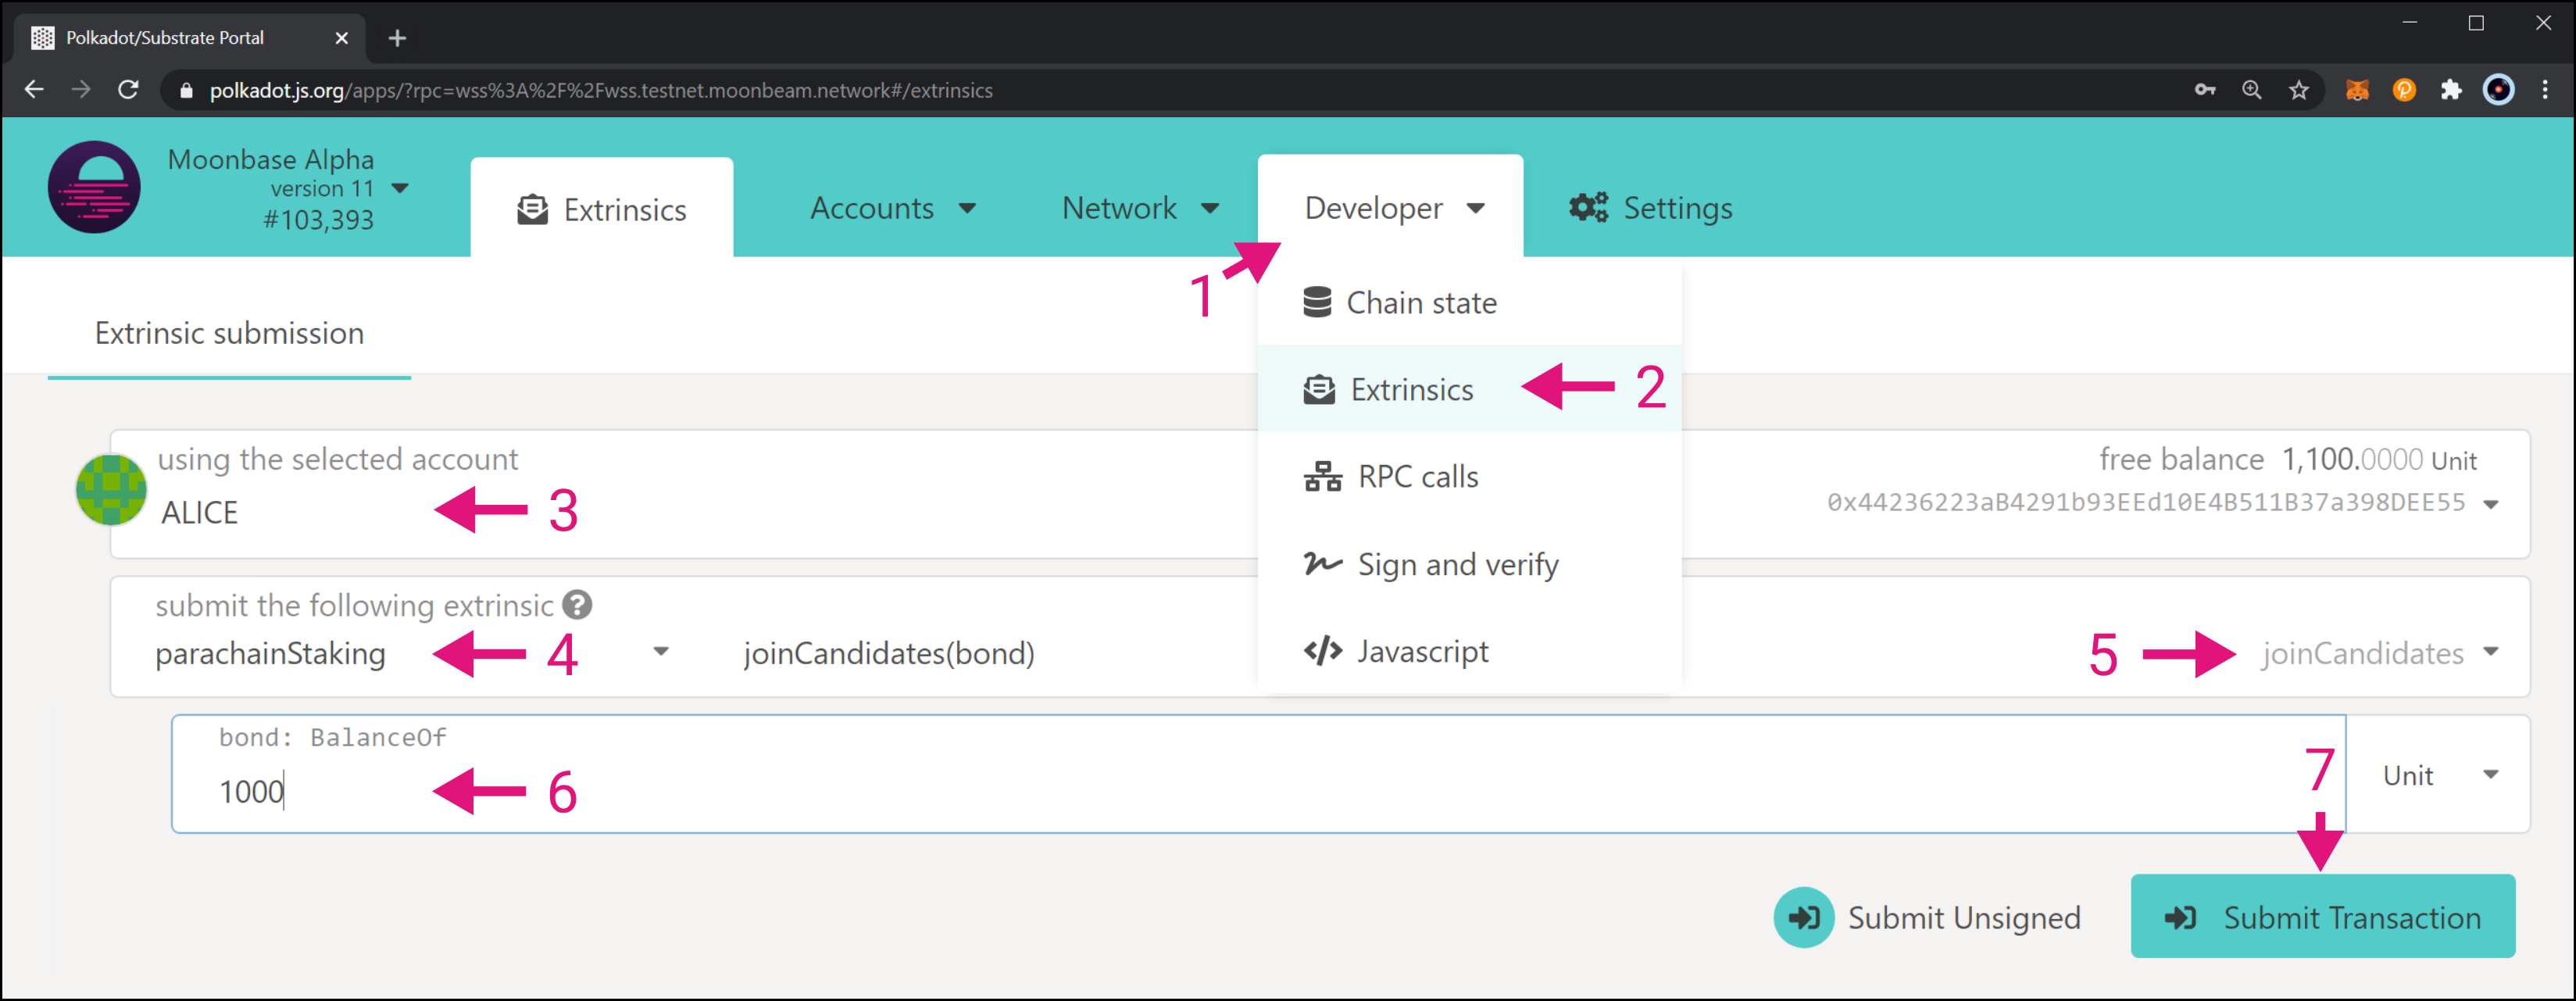 Polkadot/Substrate Portal
polkadot.js.org/apps/?rpc=wss%3A%2F%2Fwss.testnet.moonbeam.network#/extrinsics
Moonbase Alpha
version 11
#103,393
Extrinsics
Accounts
Network
Developer
Settings
1
Chain state
Extrinsic submission
Extrinsics
2
using the selected account
free balance 1,100.0000 Unit
RPC calls
ALICE
3
0x44236223aB4291b93EEd10E4B511B37a398DEE55
Sign and verify
submit the following extrinsic ?
parachainStaking
4
joinCandidates(bond)
Javascript
5
joinCandidates
bond: BalanceOf
1000
6
7
Unit
Submit Unsigned
Submit Transaction